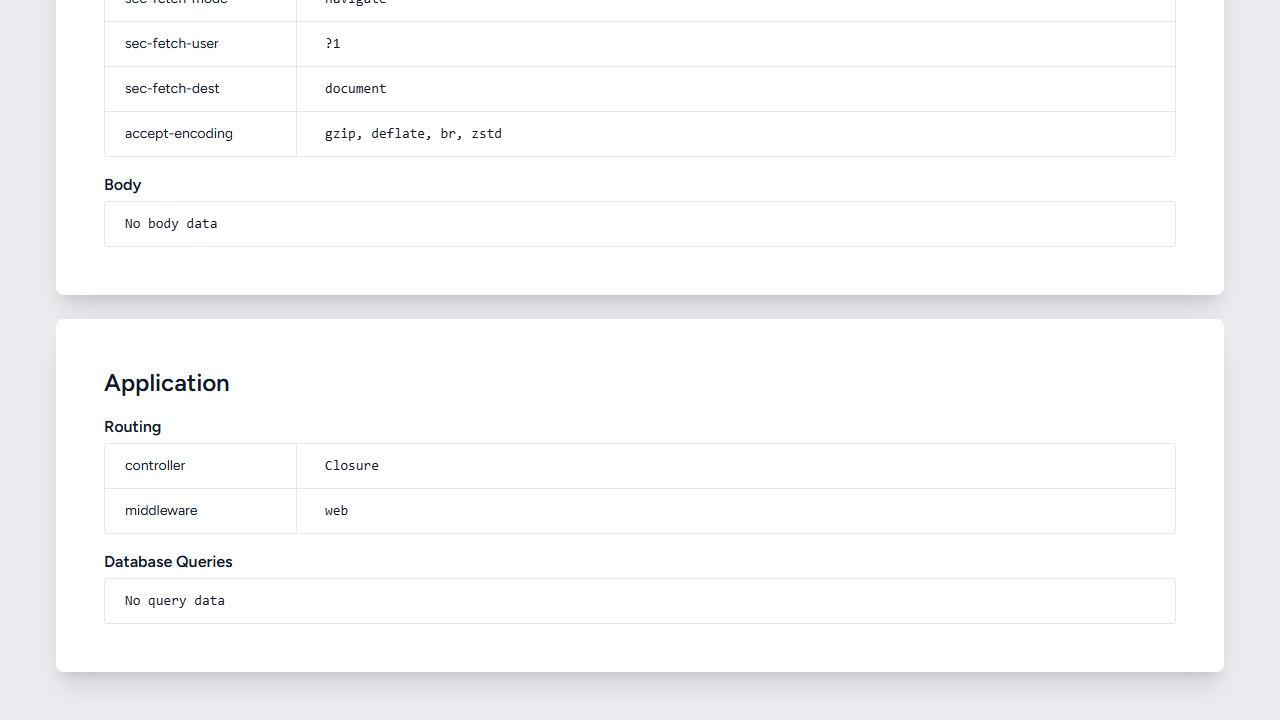 sec-fetch-mode navigate
sec-fetch-user ?1
sec-fetch-dest document
accept-encoding gzip, deflate, br, zstd
Body
No body data
Application
Routing
controller Closure
middleware web
Database Queries
No query data